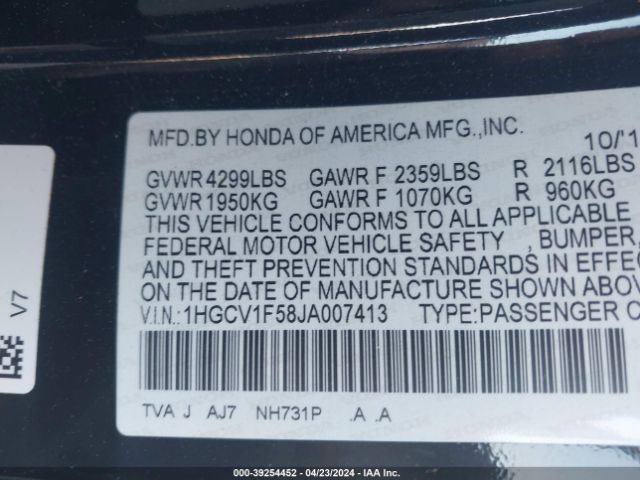 MFD.BY HONDA OF AMERICA MFG.,INC. 10/'1
GVWR 4299LBS GAWR F 2359LBS R 2116LBS
GVWR 1950KG GAWR F 1070KG R 960KG
THIS VEHICLE CONFORMS TO ALL APPLICABLE
FEDERAL MOTOR VEHICLE SAFETY , BUMPER,
AND THEFT PREVENTION STANDARDS IN EFFEC
ON THE DATE OF MANUFACTURE SHOWN ABOV
V.I.N.:1HGCV1F58JA007413 TYPE:PASSENGER C
TVA J AJ7 NH731P .A .A
V7
000-39254452 - 04/23/2024 - IAA Inc.